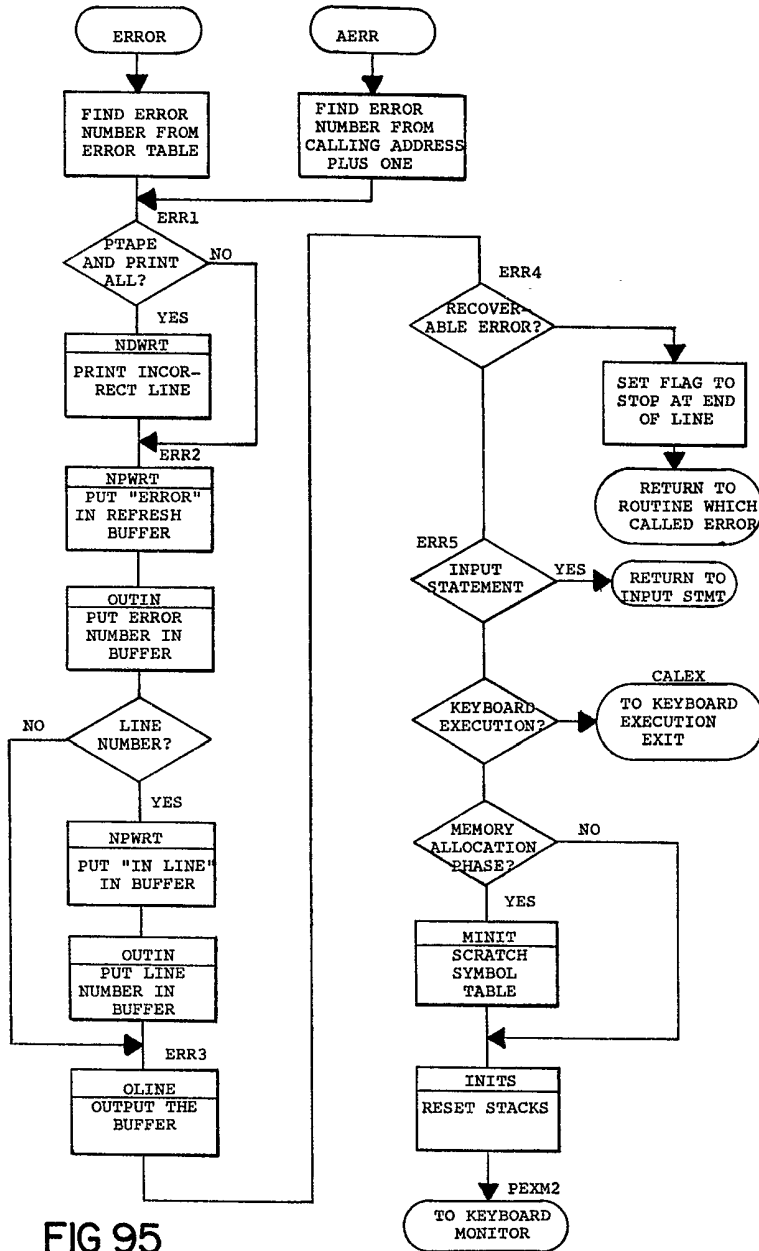 ERROR
AERR
FIND ERROR
NUMBER FROM
ERROR TABLE
FIND ERROR
NUMBER FROM
CALLING ADDRESS
PLUS ONE
ERR1
PTAPE
AND PRINT
ALL?
NO
YES
NDWRT
PRINT INCOR-
RECT LINE
ERR2
NPWRT
PUT "ERROR"
IN REFRESH
BUFFER
OUTIN
PUT ERROR
NUMBER IN
BUFFER
NO
LINE
NUMBER?
YES
NPWRT
PUT "IN LINE"
IN BUFFER
OUTIN
PUT LINE
NUMBER IN
BUFFER
ERR3
OLINE
OUTPUT THE
BUFFER
ERR4
RECOVER-
ABLE ERROR?
SET FLAG TO
STOP AT END
OF LINE
RETURN TO
ROUTINE WHICH
CALLED ERROR
ERR5
INPUT
STATEMENT
YES
RETURN TO
INPUT STMT
KEYBOARD
EXECUTION?
CALEX
TO KEYBOARD
EXECUTION
EXIT
MEMORY
ALLOCATION
PHASE?
NO
YES
MINIT
SCRATCH
SYMBOL
TABLE
INITS
RESET STACKS
PEXM2
TO KEYBOARD
MONITOR
FIG 95